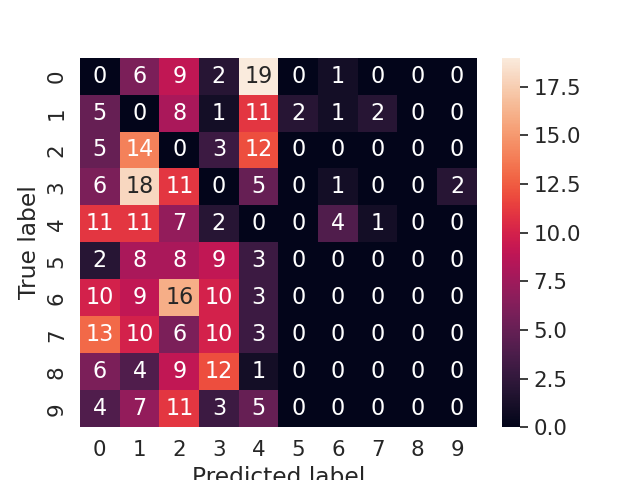 0 0 6 9 2 19 0 1 0 0 0
1 5 0 8 1 11 2 1 2 0 0
2 5 14 0 3 12 0 0 0 0 0
3 6 18 11 0 5 0 1 0 0 2
4 11 11 7 2 0 0 4 1 0 0
5 2 8 8 9 3 0 0 0 0 0
6 10 9 16 10 3 0 0 0 0 0
7 13 10 6 10 3 0 0 0 0 0
8 6 4 9 12 1 0 0 0 0 0
9 4 7 11 3 5 0 0 0 0 0
0 1 2 3 4 5 6 7 8 9
Predicted label
True label
17.5
15.0
12.5
10.0
7.5
5.0
2.5
0.0